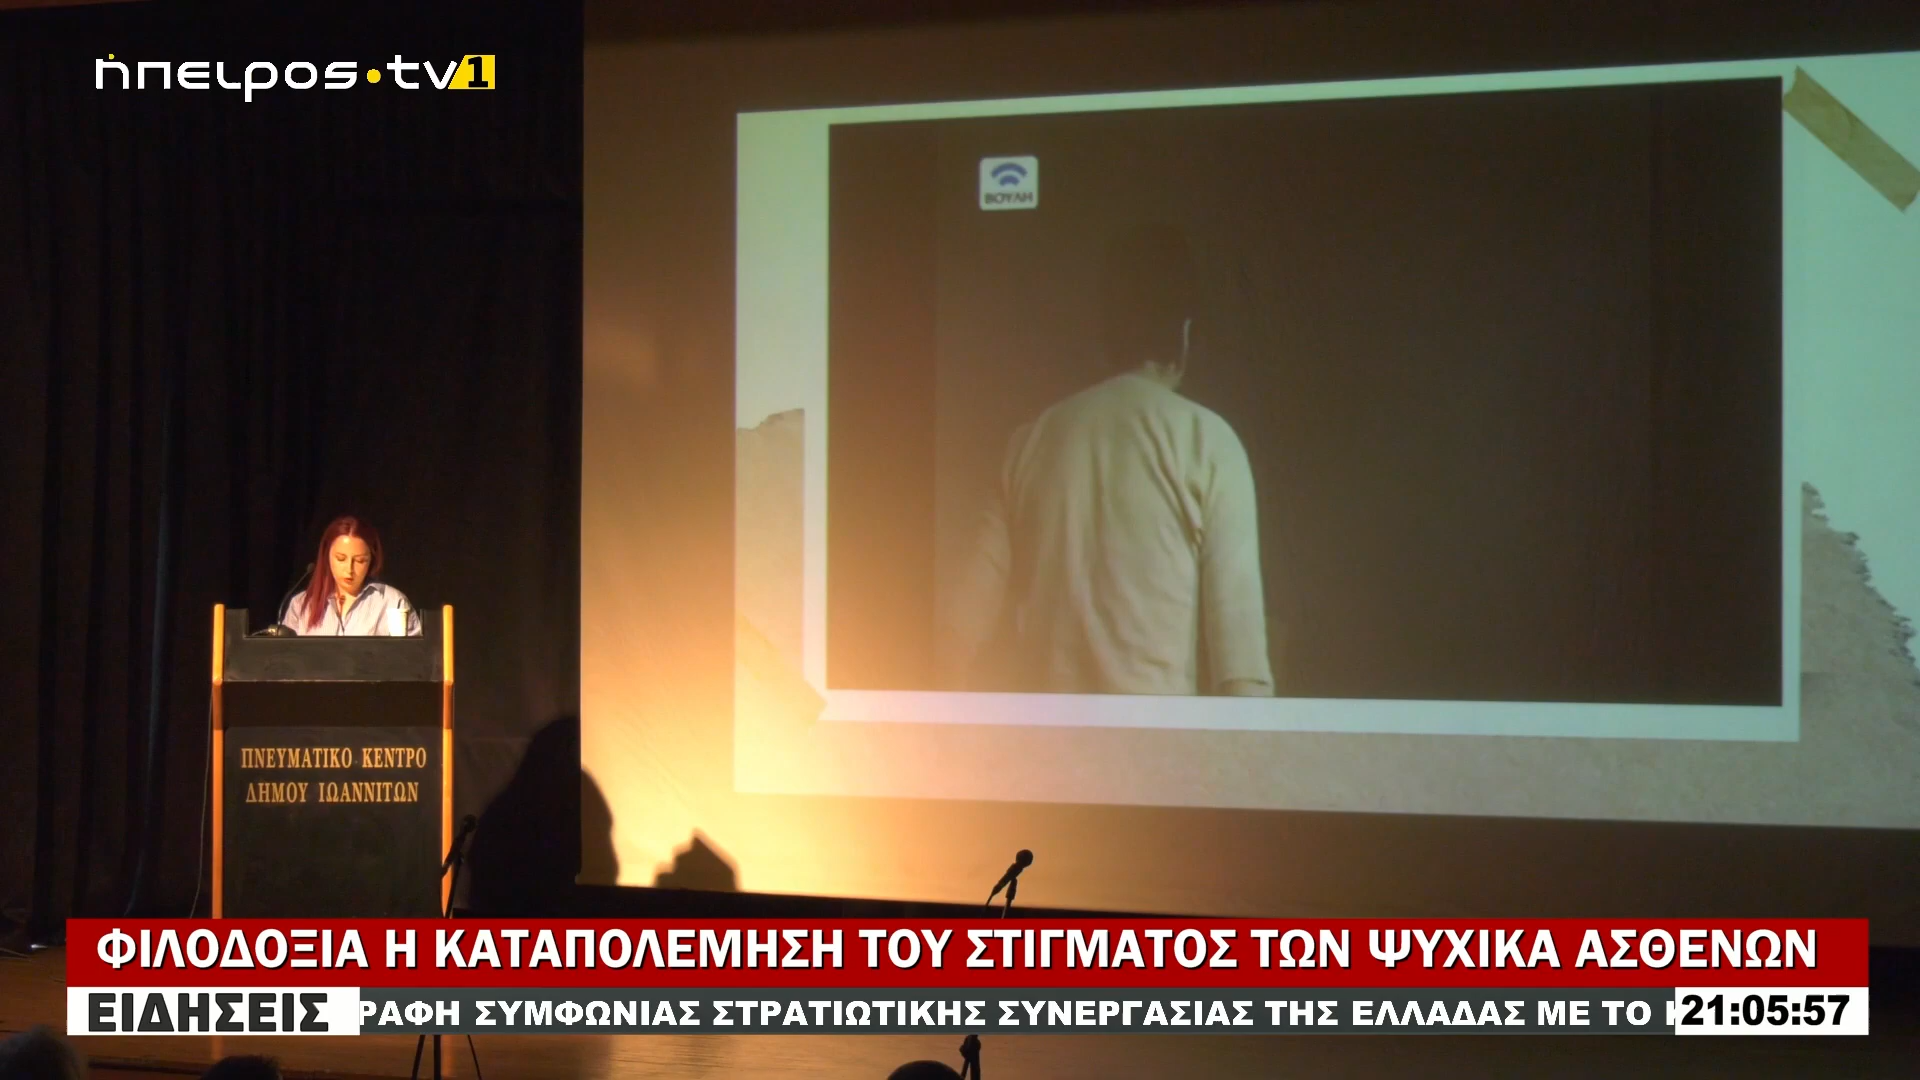 ήπειρος•tv1
ΒΟΥΛΗ
ΠΝΕΥΜΑΤΙΚΟ ΚΕΝΤΡΟ
ΔΗΜΟΥ ΙΩΑΝΝΙΤΩΝ
ΦΙΛΟΔΟΞΙΑ Η ΚΑΤΑΠΟΛΕΜΗΣΗ ΤΟΥ ΣΤΙΓΜΑΤΟΣ ΤΩΝ ΨΥΧΙΚΑ ΑΣΘΕΝΩΝ
ΕΙΔΗΣΕΙΣ ΡΑΦΗ ΣΥΜΦΩΝΙΑΣ ΣΤΡΑΤΙΩΤΙΚΗΣ ΣΥΝΕΡΓΑΣΙΑΣ ΤΗΣ ΕΛΛΑΔΑΣ ΜΕ ΤΟ 21:05:57